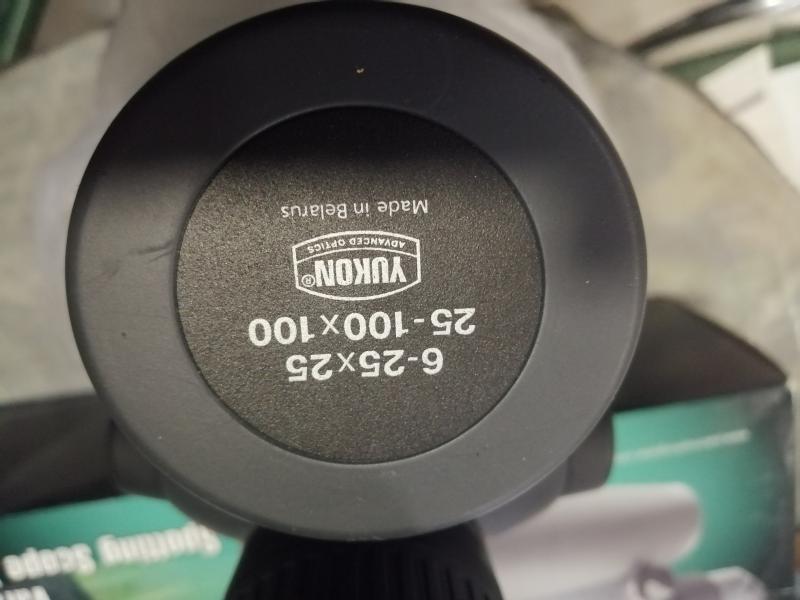 6-25x25
25-100x100
YUKON®
ADVANCED OPTICS
Made in Belarus
Spotting Scope